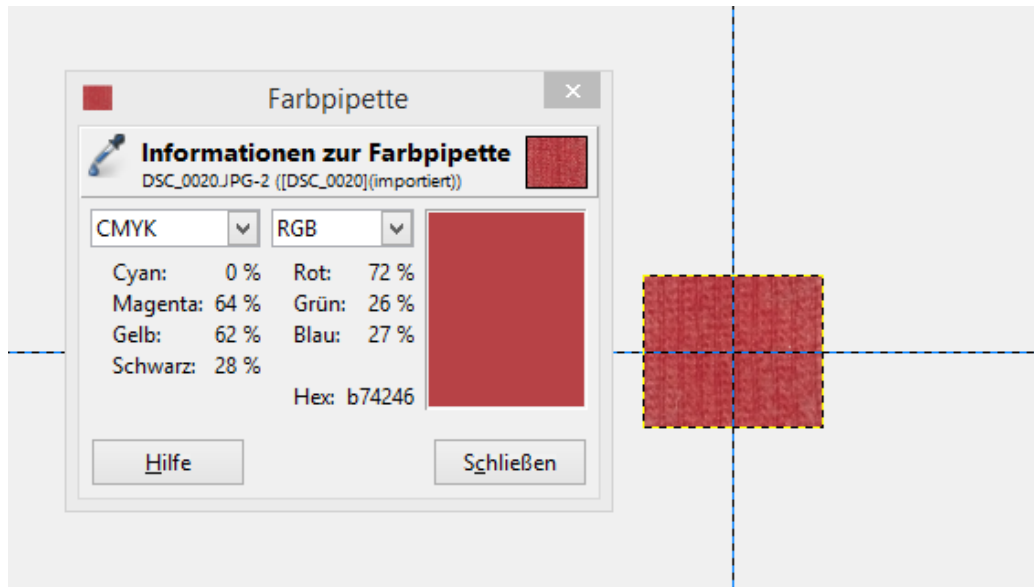 Farbpipette
Informationen zur Farbpipette
DSC_0020.JPG-2 ([DSC_0020](importiert))
CMYK RGB
Cyan: 0 % Rot: 72 %
Magenta: 64 % Grün: 26 %
Gelb: 62 % Blau: 27 %
Schwarz: 28 %
Hex: b74246
Hilfe Schließen